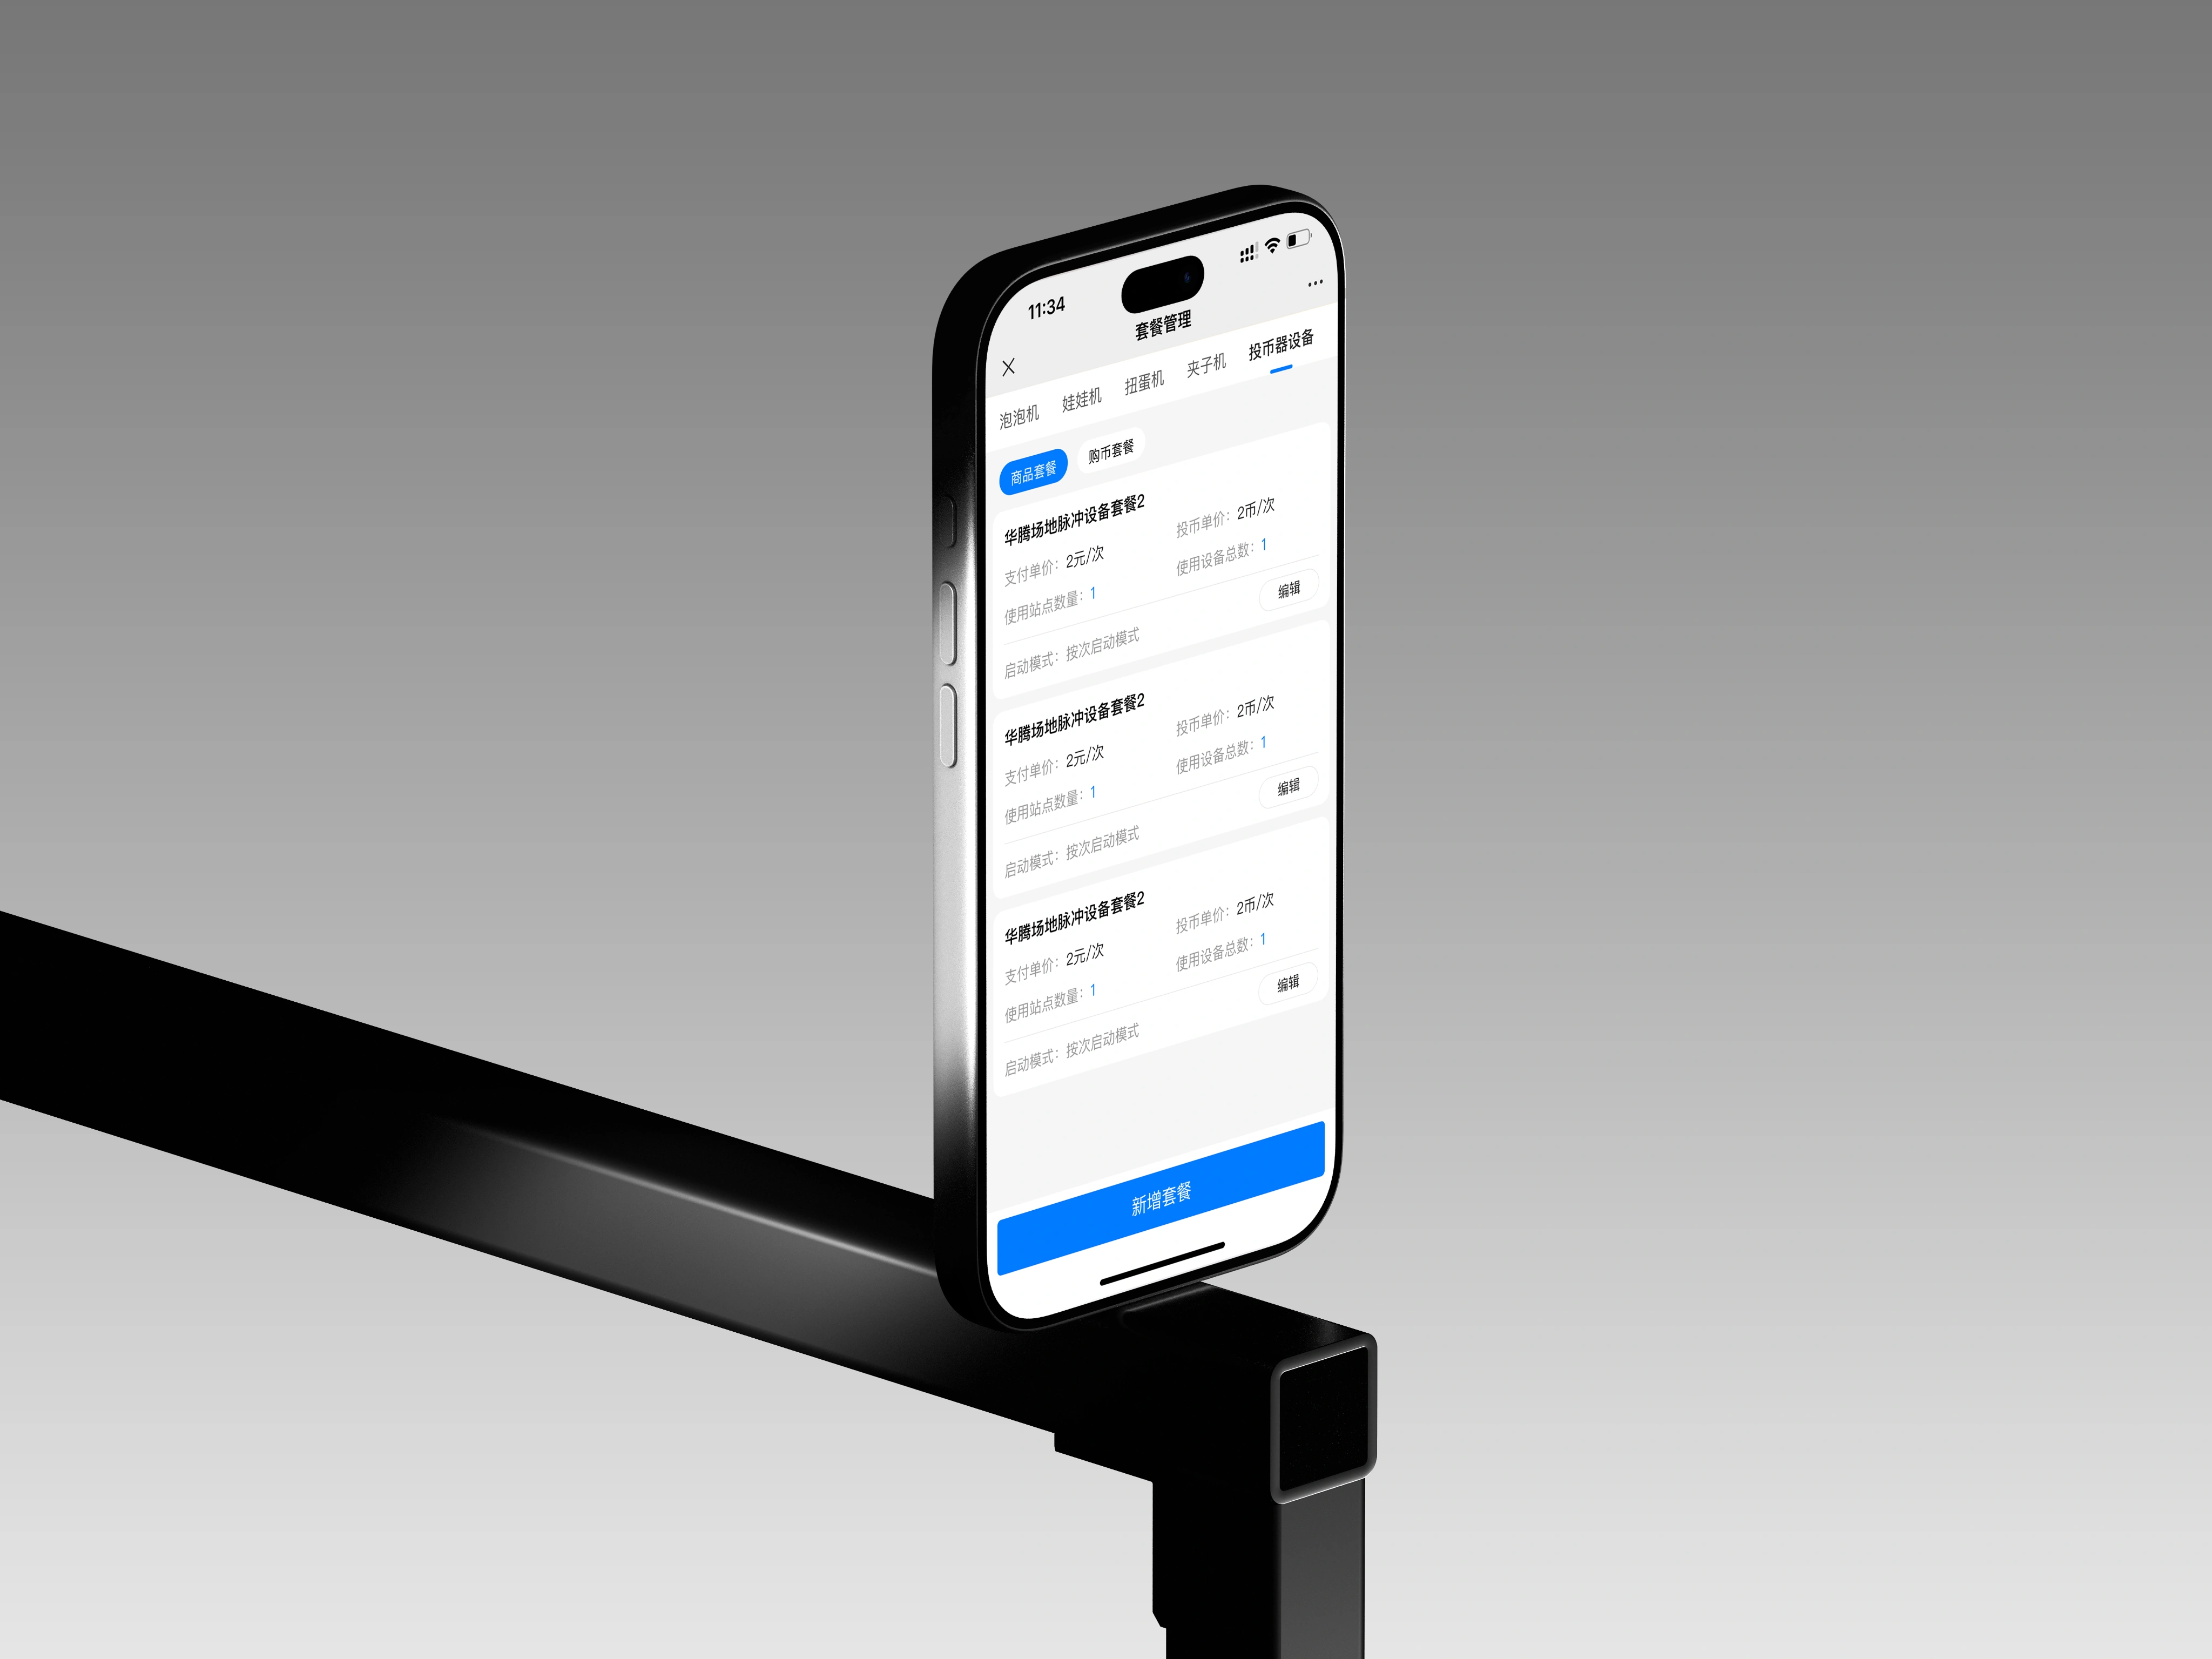 11:34
套餐管理
泡泡机 娃娃机 扭蛋机 夹子机 投币器设备
商品套餐 购币套餐
华腾场地脉冲设备套餐2
支付单价：2元/次 投币单价：2币/次
使用站点数量：1 使用设备总数：1
启动模式：按次启动模式 编辑
华腾场地脉冲设备套餐2
支付单价：2元/次 投币单价：2币/次
使用站点数量：1 使用设备总数：1
启动模式：按次启动模式 编辑
华腾场地脉冲设备套餐2
支付单价：2元/次 投币单价：2币/次
使用站点数量：1 使用设备总数：1
启动模式：按次启动模式 编辑
新增套餐